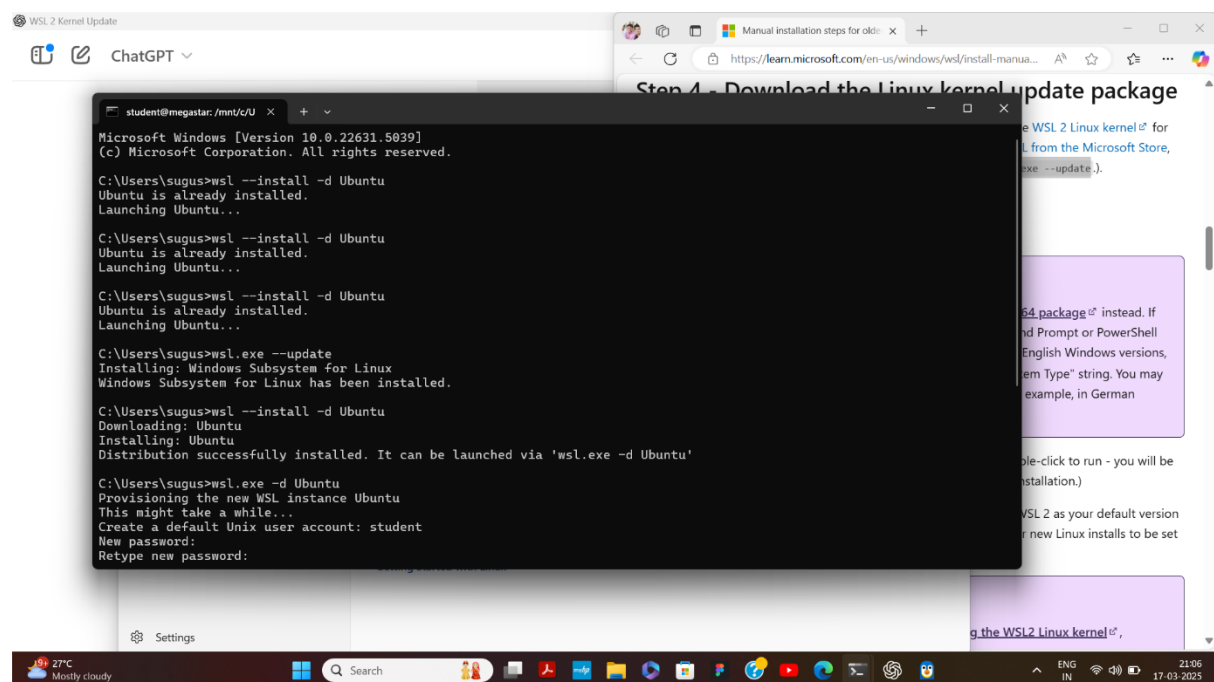 WSL 2 Kernel Update
ChatGPT
Manual installation steps for olde
https://learn.microsoft.com/en-us/windows/wsl/install-manua...
Step 4 - Download the Linux kernel update package
e WSL 2 Linux kernel for
L from the Microsoft Store,
exe --update.).
64 package instead. If
nd Prompt or PowerShell
English Windows versions,
em Type" string. You may
example, in German
ble-click to run - you will be
nstallation.)
WSL 2 as your default version
r new Linux installs to be set
g the WSL2 Linux kernel,
student@megastar: /mnt/c/U
Microsoft Windows [Version 10.0.22631.5039]
(c) Microsoft Corporation. All rights reserved.
C:\Users\sugus>wsl --install -d Ubuntu
Ubuntu is already installed.
Launching Ubuntu...
C:\Users\sugus>wsl --install -d Ubuntu
Ubuntu is already installed.
Launching Ubuntu...
C:\Users\sugus>wsl --install -d Ubuntu
Ubuntu is already installed.
Launching Ubuntu...
C:\Users\sugus>wsl.exe --update
Installing: Windows Subsystem for Linux
Windows Subsystem for Linux has been installed.
C:\Users\sugus>wsl --install -d Ubuntu
Downloading: Ubuntu
Installing: Ubuntu
Distribution successfully installed. It can be launched via 'wsl.exe -d Ubuntu'
C:\Users\sugus>wsl.exe -d Ubuntu
Provisioning the new WSL instance Ubuntu
This might take a while...
Create a default Unix user account: student
New password:
Retype new password:
Settings
9+
27°C
Mostly cloudy
Search
ENG
IN
21:06
17-03-2025